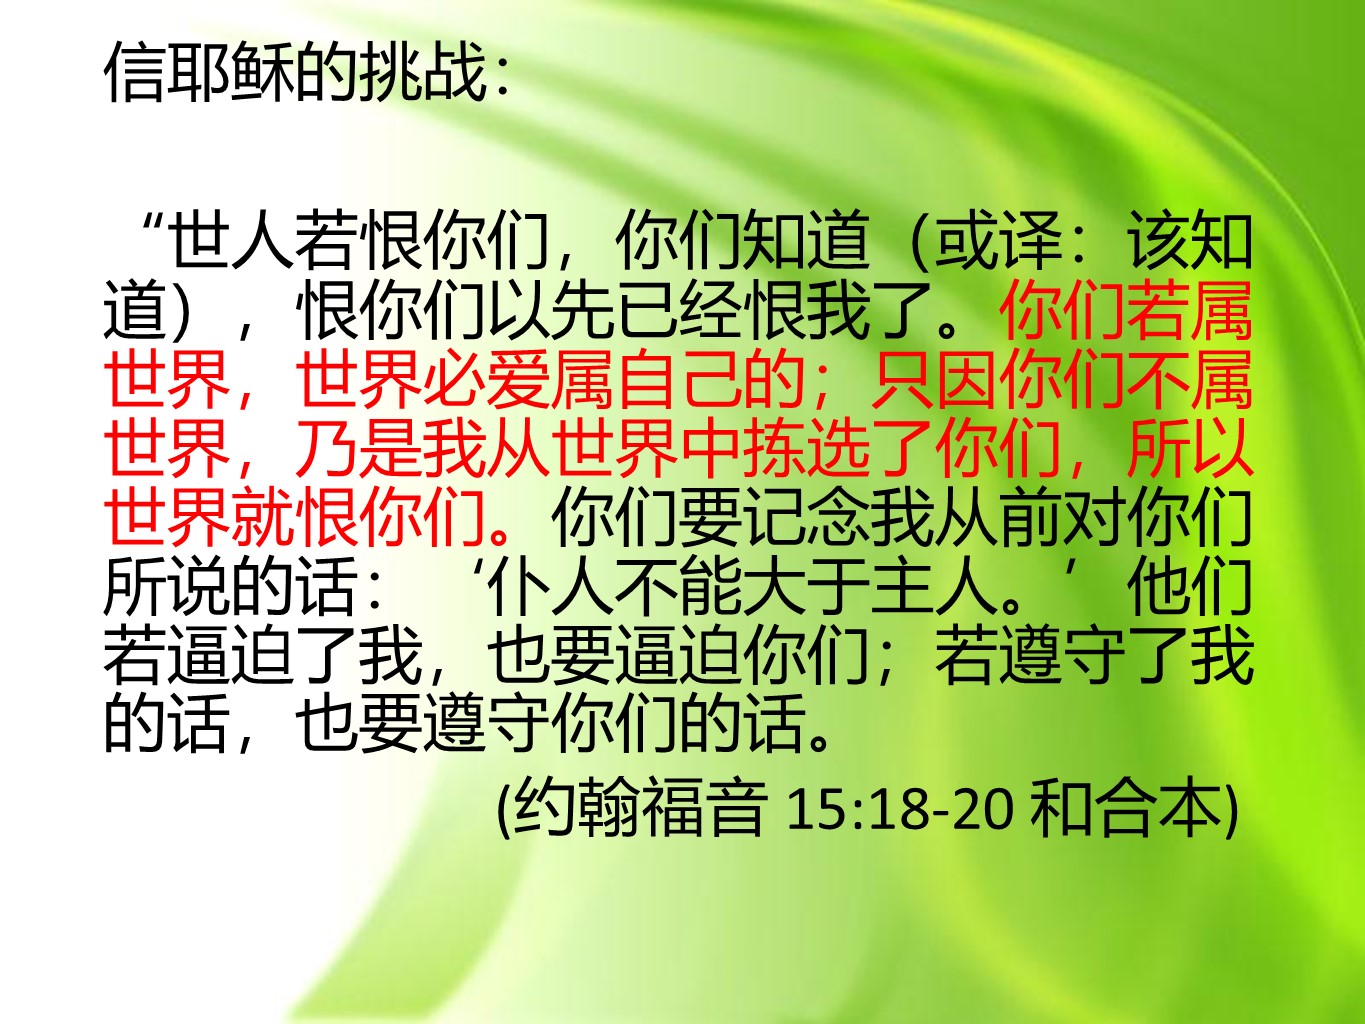 信耶稣的挑战：
“世人若恨你们，你们知道（或译：该知
道），恨你们以先已经恨我了。你们若属
世界，世界必爱属自己的；只因你们不属
世界，乃是我从世界中拣选了你们，所以
世界就恨你们。你们要记念我从前对你们
所说的话：‘仆人不能大于主人。’他们
若逼迫了我，也要逼迫你们；若遵守了我
的话，也要遵守你们的话。
(约翰福音 15:18-20 和合本)